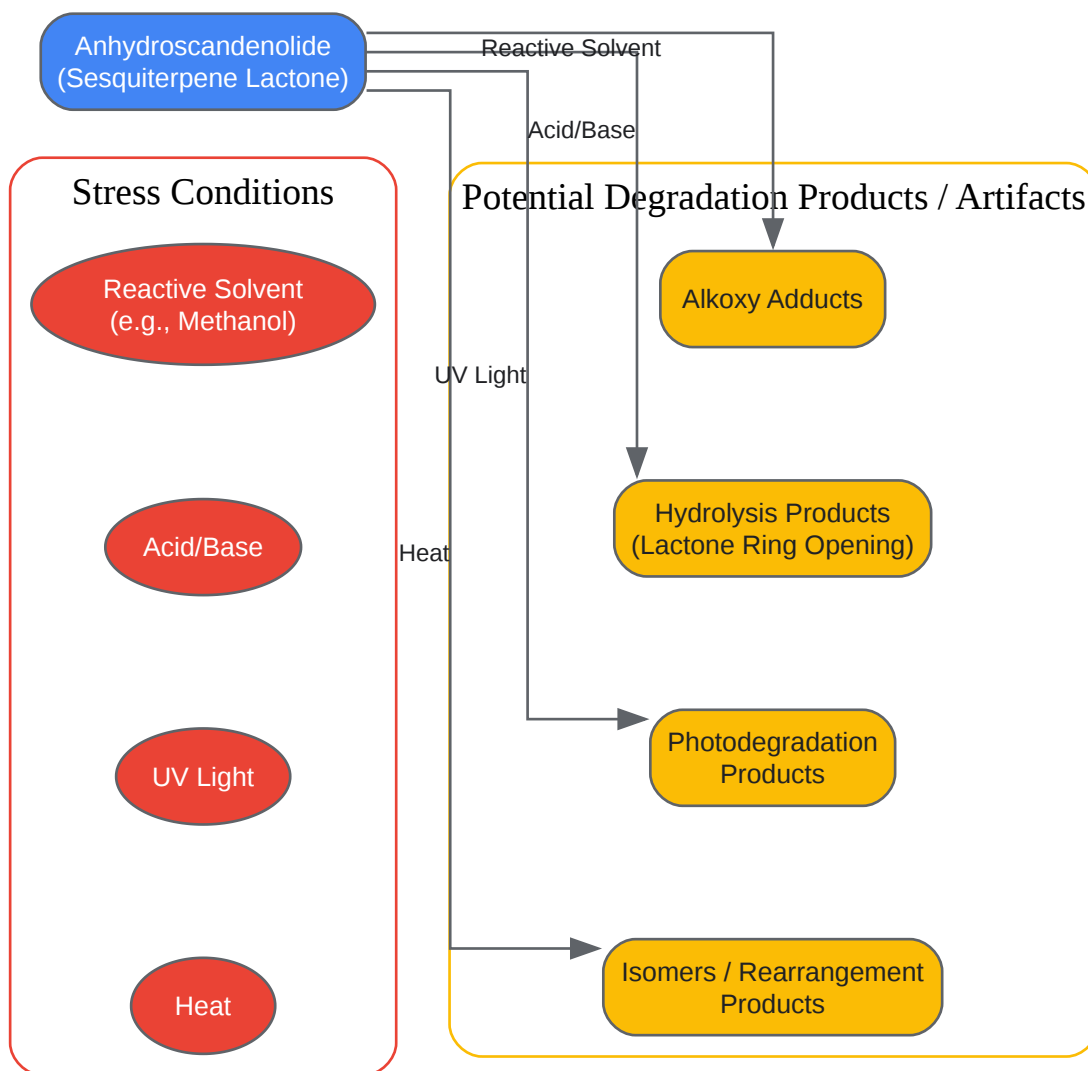 Anhydroscandenolide
(Sesquiterpene Lactone)
Reactive Solvent
Acid/Base
Stress Conditions
Potential Degradation Products / Artifacts
Reactive Solvent
(e.g., Methanol)
Alkoxy Adducts
UV Light
Acid/Base
Hydrolysis Products
(Lactone Ring Opening)
Heat
UV Light
Photodegradation
Products
Heat
Isomers / Rearrangement
Products